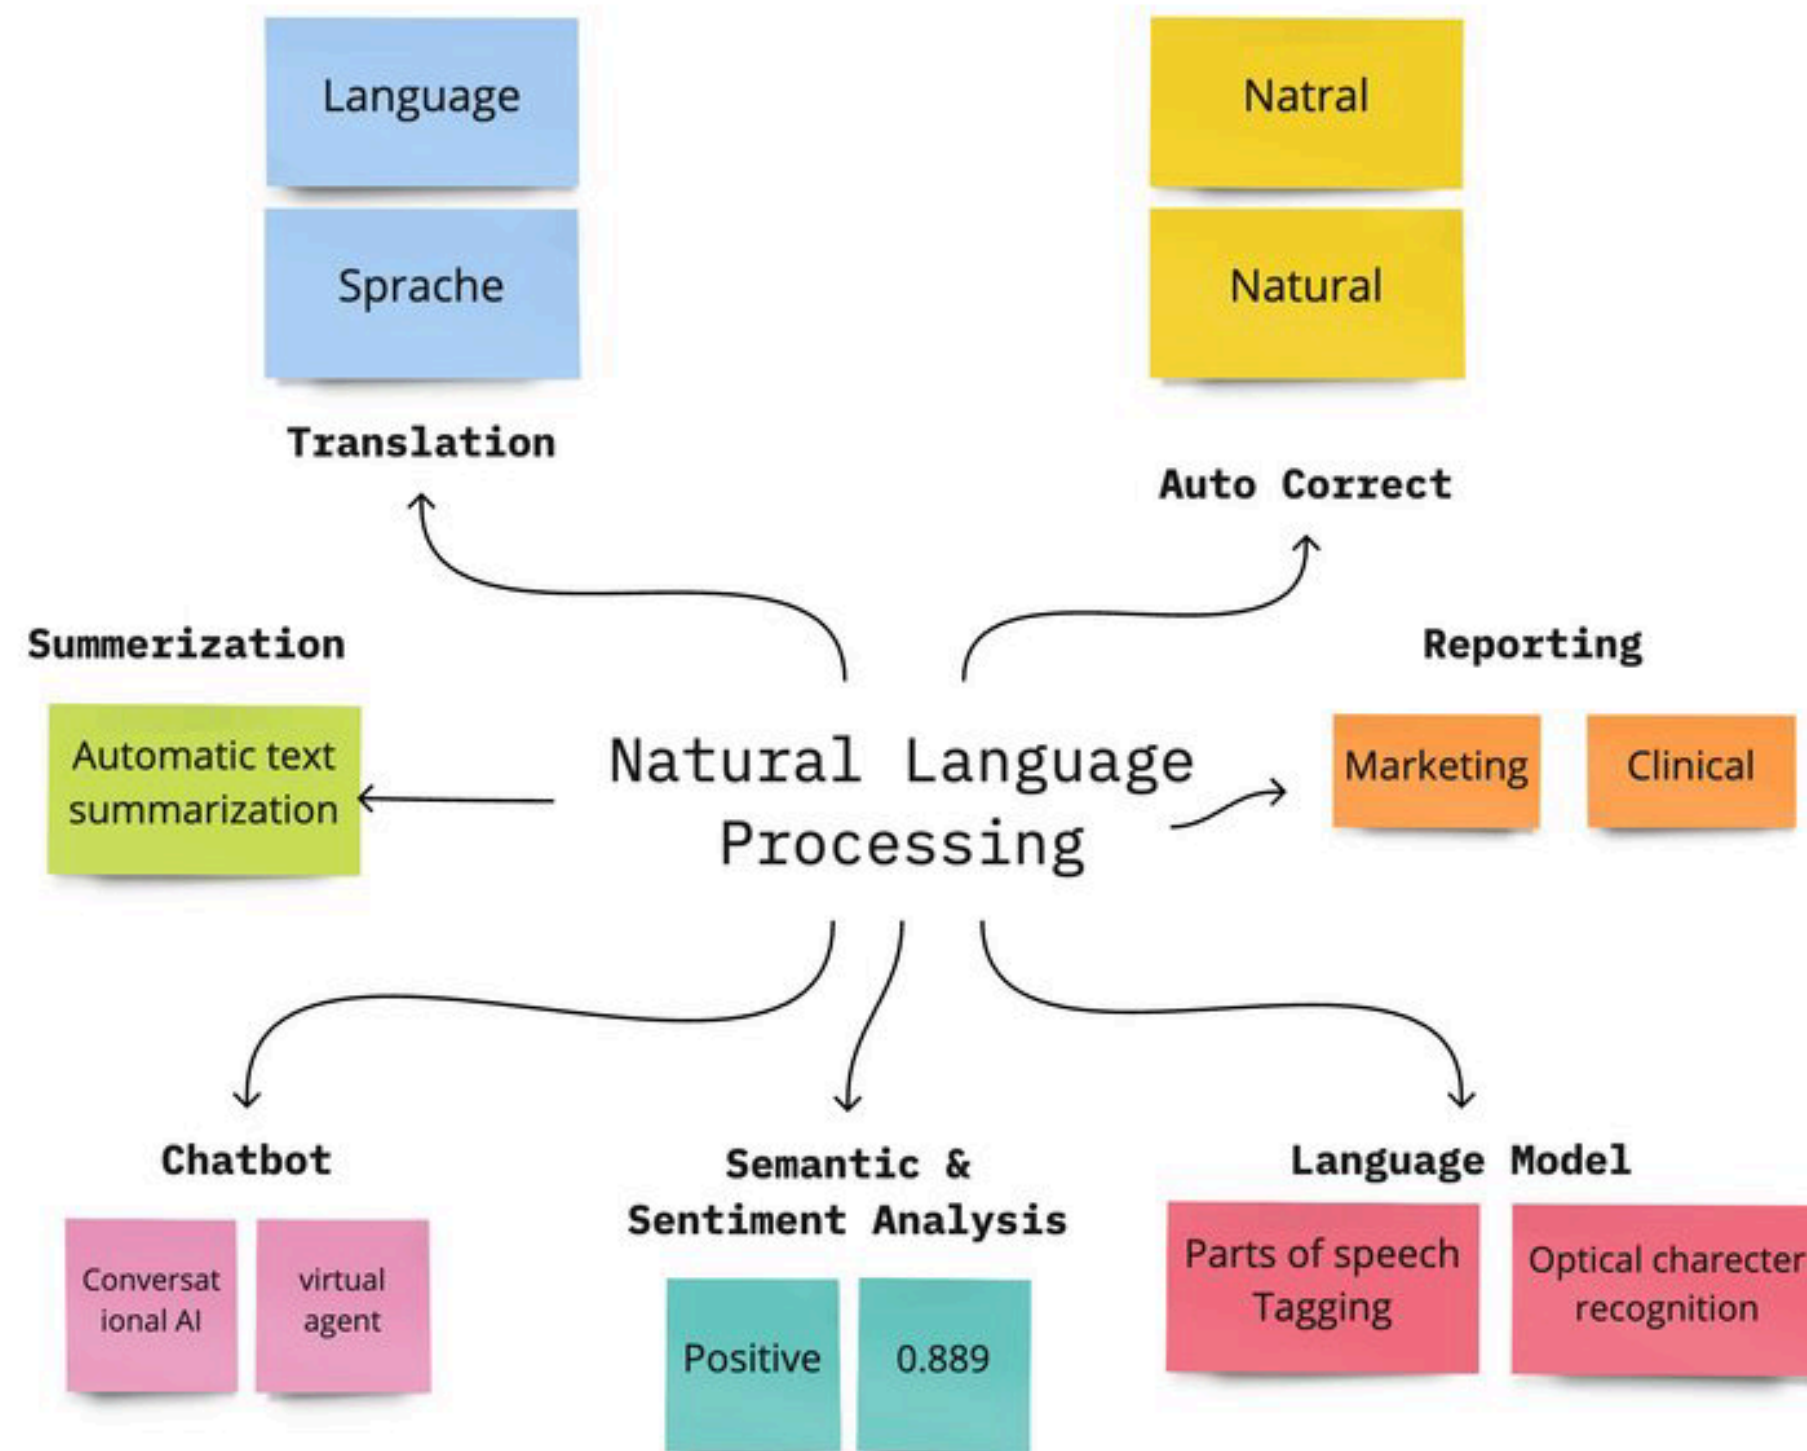 Language
Sprache
Translation
Natral
Natural
Auto Correct
Summerization
Automatic text
summarization
Natural Language
Processing
Reporting
Marketing
Clinical
Chatbot
Conversat
ional AI
virtual
agent
Semantic &
Sentiment Analysis
Positive
0.889
Language Model
Parts of speech
Tagging
Optical charecter
recognition